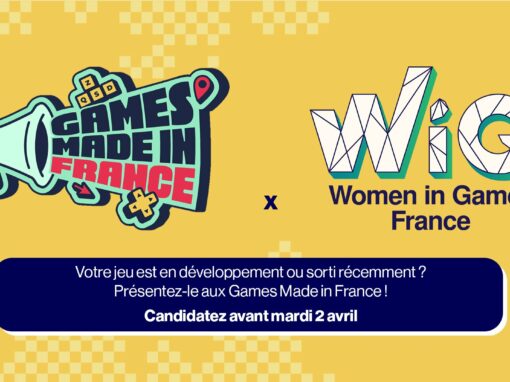 Z
Q S D
GAMES
MADE IN
FRANCE
x
WiG
Women in Game
France
Votre jeu est en développement ou sorti récemment ?
Présentez-le aux Games Made in France !
Candidatez avant mardi 2 avril